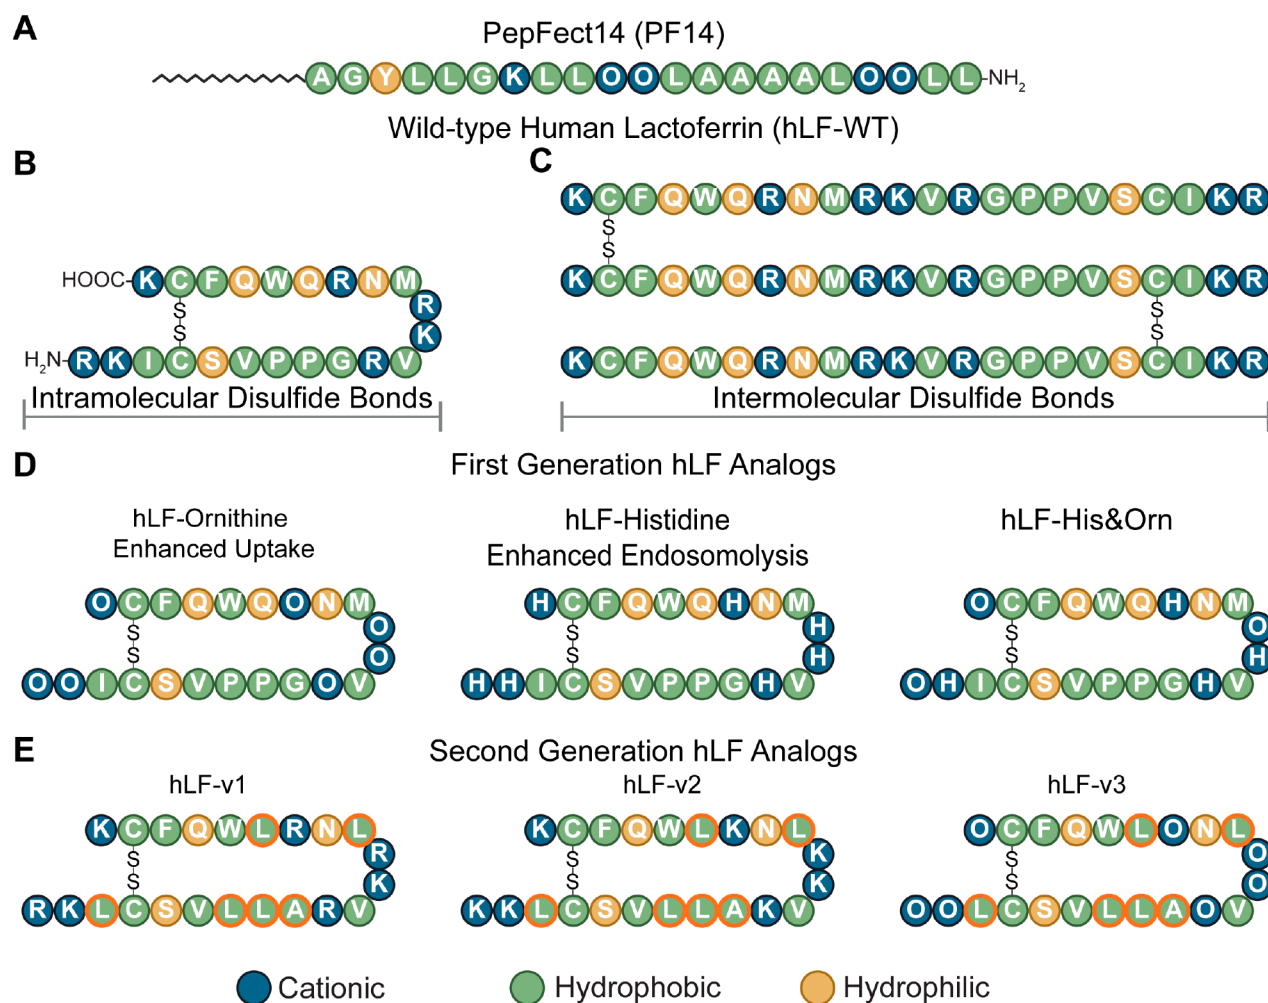 A
PepFect14 (PF14)
AGYLLGKLLOOLAAAALOOLL-NH2
Wild-type Human Lactoferrin (hLF-WT)
B
HOOC-KCFQWQRNM
R
K
S
S
H2N-RKICSVPPGRV
Intramolecular Disulfide Bonds
C
KCFQWQRNMRKVRGPPVSCIKR
S
S
KCFQWQRNMRKVRGPPVSCIKR
S
S
KCFQWQRNMRKVRGPPVSCIKR
Intermolecular Disulfide Bonds
D
First Generation hLF Analogs
hLF-Ornithine
Enhanced Uptake
OCFQWQONM
O
O
S
S
OOICSVPPGOV
hLF-Histidine
Enhanced Endosomolysis
HCFQWQHNM
H
H
S
S
HHICSVPPGHV
hLF-His&Orn
OCFQWQHNM
O
H
S
S
OHICSVPPGHV
E
Second Generation hLF Analogs
hLF-v1
KCFQWLRNL
R
K
S
S
RKLCSVLLARV
hLF-v2
KCFQWLKNL
K
K
S
S
KKLCSVLLAKV
hLF-v3
OCFQWLONL
O
O
S
S
OOLCSVLLAOV
Cationic
Hydrophobic
Hydrophilic